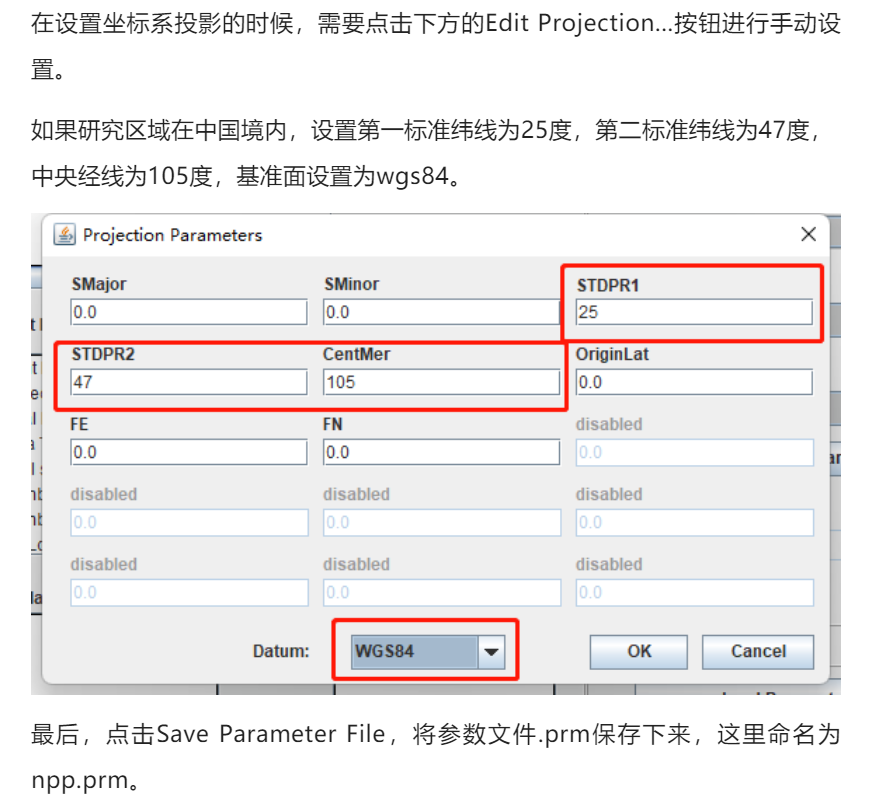 在设置坐标系投影的时候，需要点击下方的Edit Projection...按钮进行手动设
置。
如果研究区域在中国境内，设置第一标准纬线为25度，第二标准纬线为47度，
中央经线为105度，基准面设置为wgs84。
Projection Parameters
SMajor SMinor STDPR1
0.0 0.0 25
STDPR2 CentMer OriginLat
47 105 0.0
FE FN disabled
0.0 0.0 0.0
disabled disabled disabled
0.0 0.0 0.0
disabled disabled disabled
0.0 0.0 0.0
Datum: WGS84 OK Cancel
最后，点击Save Parameter File，将参数文件.prm保存下来，这里命名为
npp.prm。